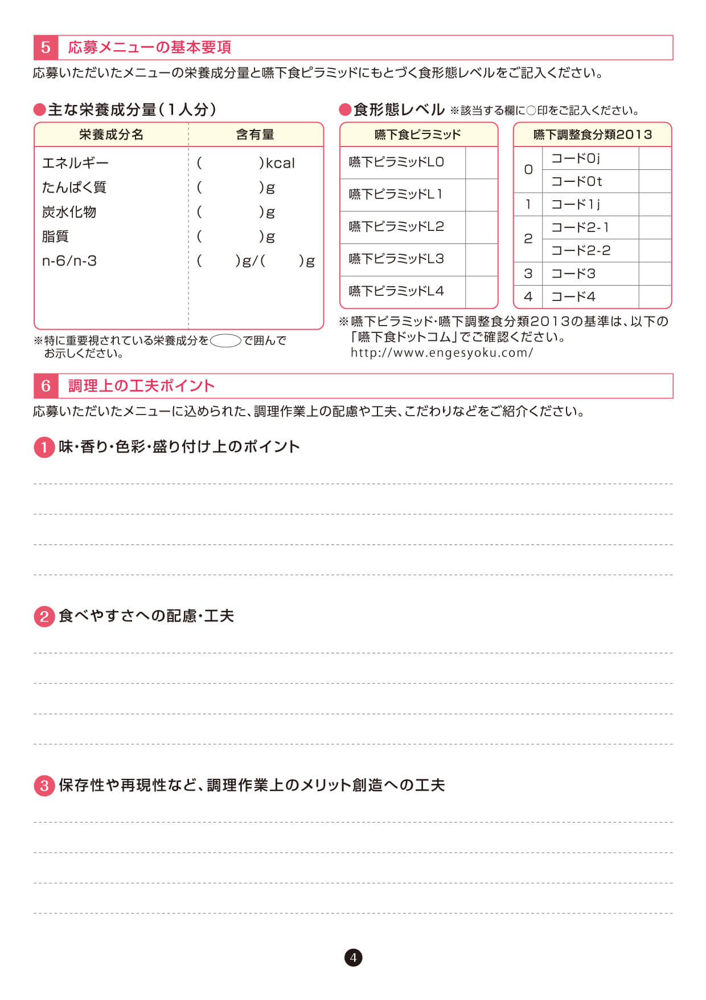 5 応募メニューの基本要項
応募いただいたメニューの栄養成分量と嚥下食ピラミッドにもとづく食形態レベルをご記入ください。
●主な栄養成分量(1人分)
栄養成分名 含有量
エネルギー ( )kcal
たんぱく質 ( )g
炭水化物 ( )g
脂質 ( )g
n-6/n-3 ( )g/( )g
※特に重要視されている栄養成分を◯で囲んで
お示しください。
●食形態レベル ※該当する欄に○印をご記入ください。
嚥下食ピラミッド
嚥下ピラミッドL0
嚥下ピラミッドL1
嚥下ピラミッドL2
嚥下ピラミッドL3
嚥下ピラミッドL4
嚥下調整食分類2013
0 コード0j
コード0t
1 コード1j
2 コード2-1
コード2-2
3 コード3
4 コード4
※嚥下ピラミッド・嚥下調整食分類2013の基準は、以下の
「嚥下食ドットコム」でご確認ください。
http://www.engesyoku.com/
6 調理上の工夫ポイント
応募いただいたメニューに込められた、調理作業上の配慮や工夫、こだわりなどをご紹介ください。
1 味・香り・色彩・盛り付け上のポイント
2 食べやすさへの配慮・工夫
3 保存性や再現性など、調理作業上のメリット創造への工夫
4